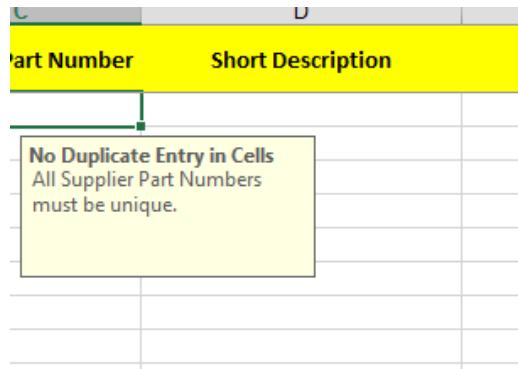 C D
Part Number Short Description
No Duplicate Entry in Cells
All Supplier Part Numbers
must be unique.